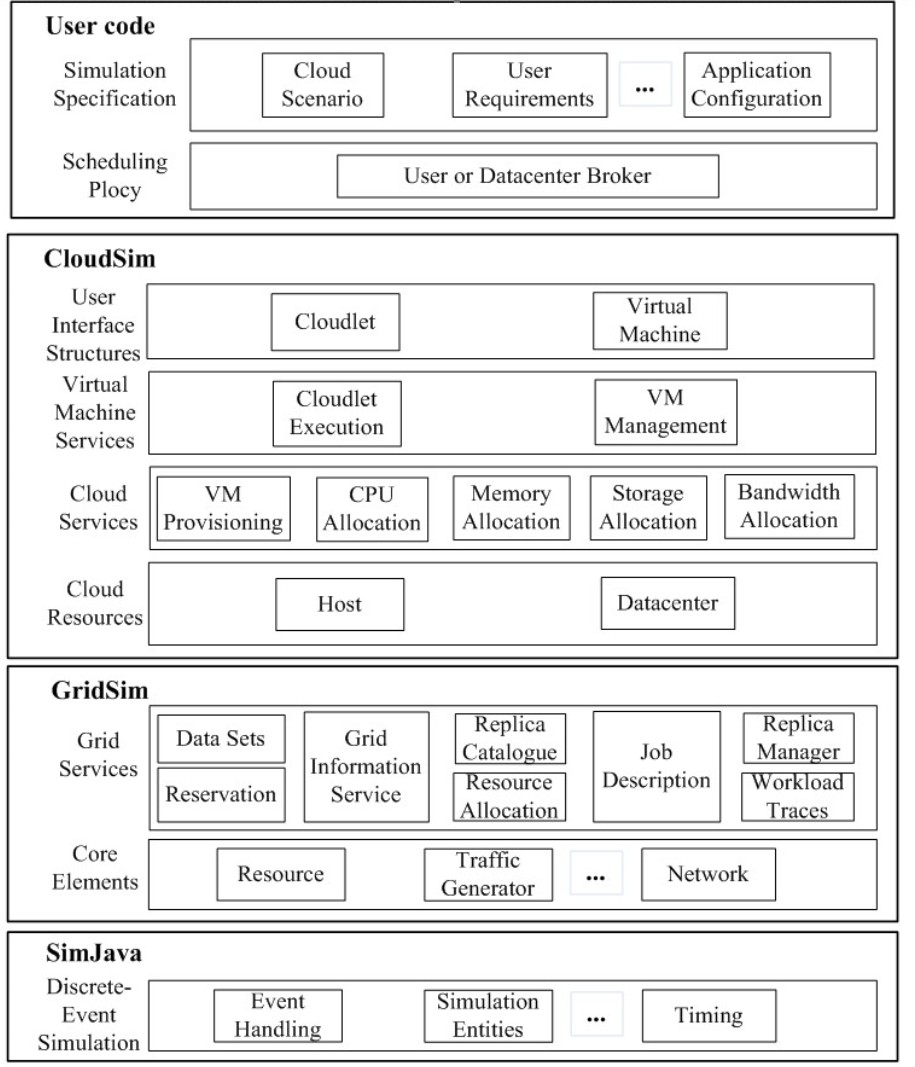 User code
Simulation
Specification
Cloud
Scenario
User
Requirements
...
Application
Configuration
Scheduling
Plocy
User or Datacenter Broker
CloudSim
User
Interface
Structures
Cloudlet
Virtual
Machine
Virtual
Machine
Services
Cloudlet
Execution
VM
Management
Cloud
Services
VM
Provisioning
CPU
Allocation
Memory
Allocation
Storage
Allocation
Bandwidth
Allocation
Cloud
Resources
Host
Datacenter
GridSim
Grid
Services
Data Sets
Reservation
Grid
Information
Service
Replica
Catalogue
Resource
Allocation
Job
Description
Replica
Manager
Workload
Traces
Core
Elements
Resource
Traffic
Generator
...
Network
SimJava
Discrete-
Event
Simulation
Event
Handling
Simulation
Entities
...
Timing